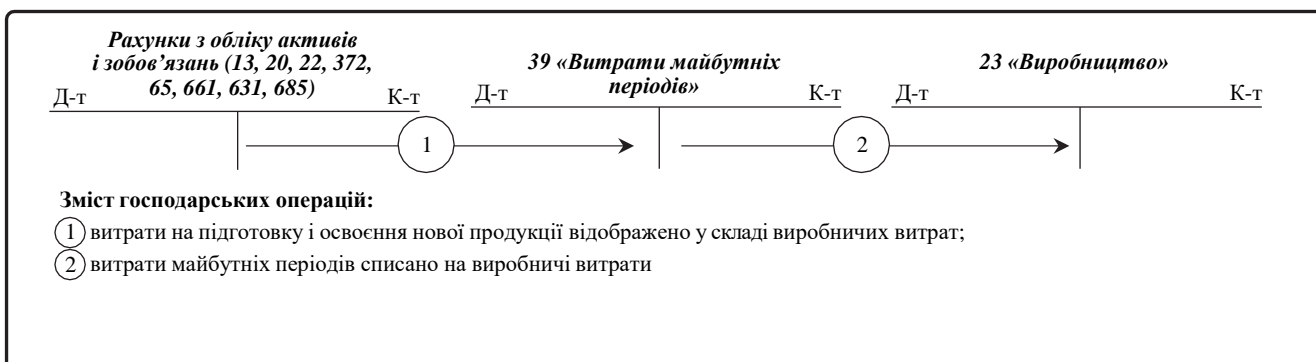 Рахунки з обліку активів
і зобов’язань (13, 20, 22, 372,
65, 661, 631, 685)
Д-т К-т
39 «Витрати майбутніх
періодів»
Д-т К-т
23 «Виробництво»
Д-т К-т
1
2
Зміст господарських операцій:
1 витрати на підготовку і освоєння нової продукції відображено у складі виробничих витрат;
2 витрати майбутніх періодів списано на виробничі витрати